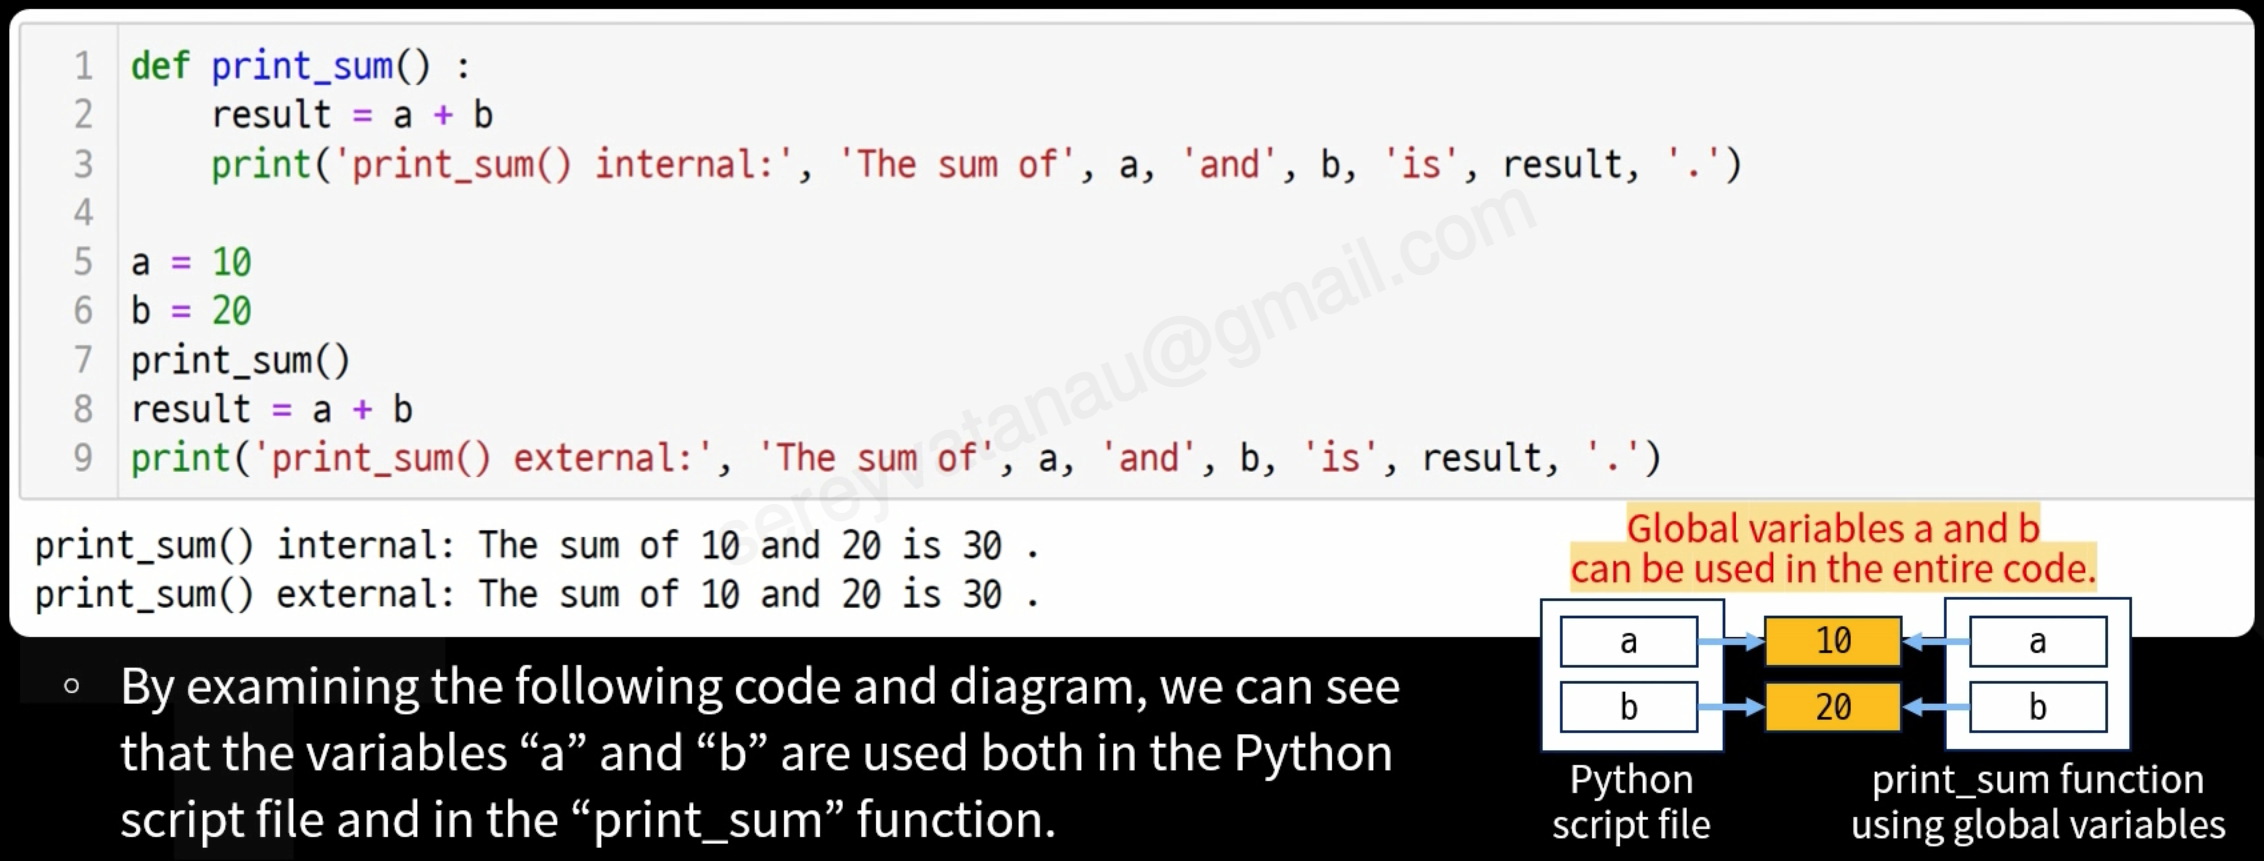 1 def print_sum() :
2     result = a + b
3     print('print_sum() internal:', 'The sum of', a, 'and', b, 'is', result, '.')
4
5 a = 10
6 b = 20
7 print_sum()
8 result = a + b
9 print('print_sum() external:', 'The sum of', a, 'and', b, 'is', result, '.')
sereyvatanau@gmail.com
print_sum() internal: The sum of 10 and 20 is 30 .
print_sum() external: The sum of 10 and 20 is 30 .
Global variables a and b
can be used in the entire code.
a 10 a
b 20 b
Python
script file
print_sum function
using global variables
◦ By examining the following code and diagram, we can see
that the variables “a” and “b” are used both in the Python
script file and in the “print_sum” function.